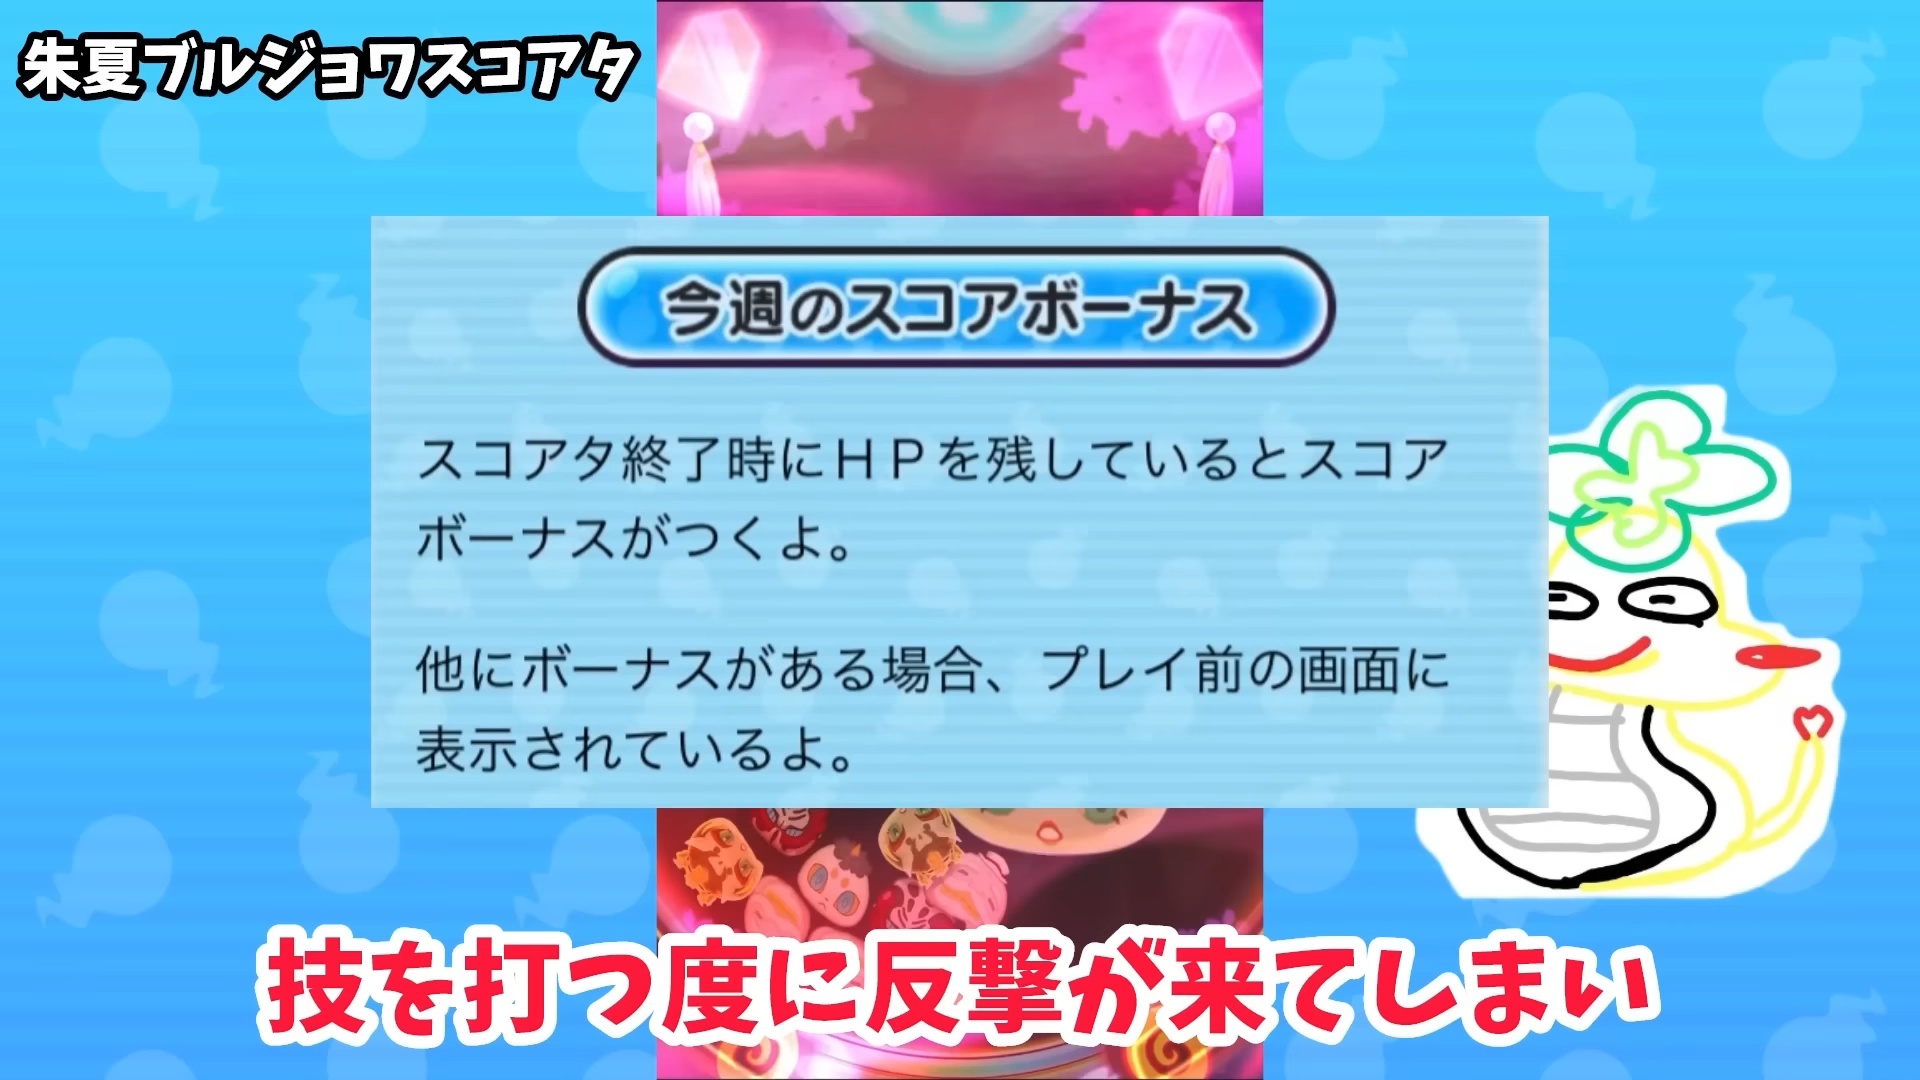 朱夏ブルジョワスコアタ
今週のスコアボーナス
スコアタ終了時にＨＰを残しているとスコア
ボーナスがつくよ。
他にボーナスがある場合、プレイ前の画面に
表示されているよ。
技を打つ度に反撃が来てしまい